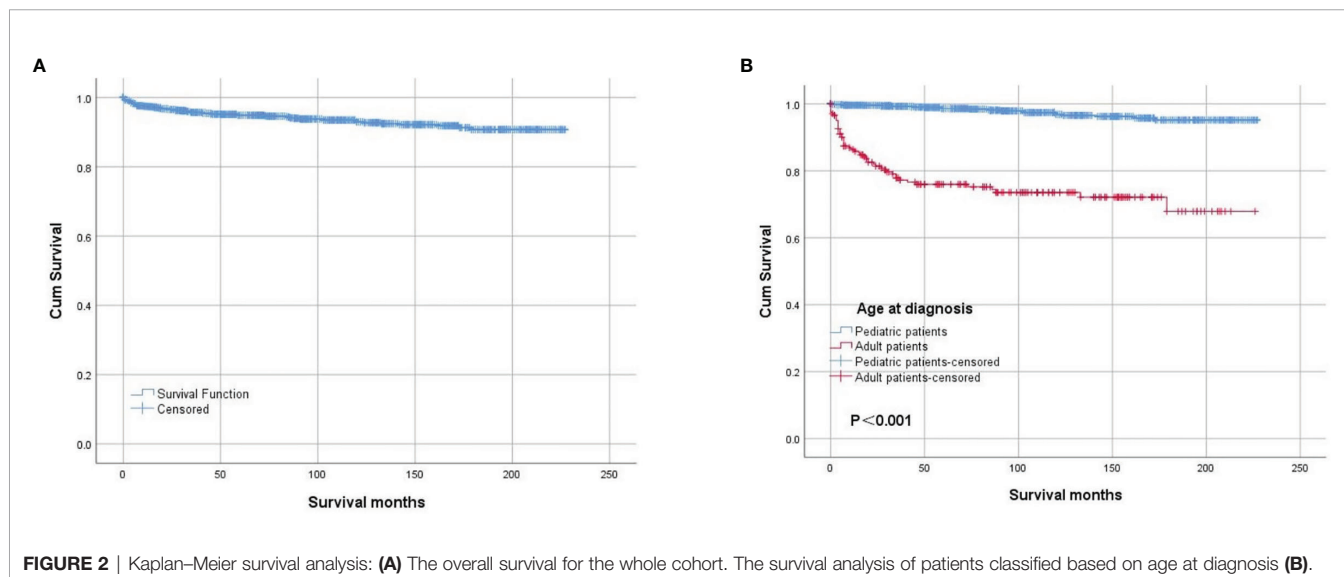 A
1.0
0.8
0.6
0.4
0.2
0.0
Cum Survival
Survival Function
Censored
0 50 100 150 200 250
Survival months
B
1.0
0.8
0.6
0.4
0.2
0.0
Cum Survival
Age at diagnosis
Pediatric patients
Adult patients
Pediatric patients-censored
Adult patients-censored
P<0.001
0 50 100 150 200 250
Survival months
FIGURE 2 | Kaplan–Meier survival analysis: (A) The overall survival for the whole cohort. The survival analysis of patients classified based on age at diagnosis (B).